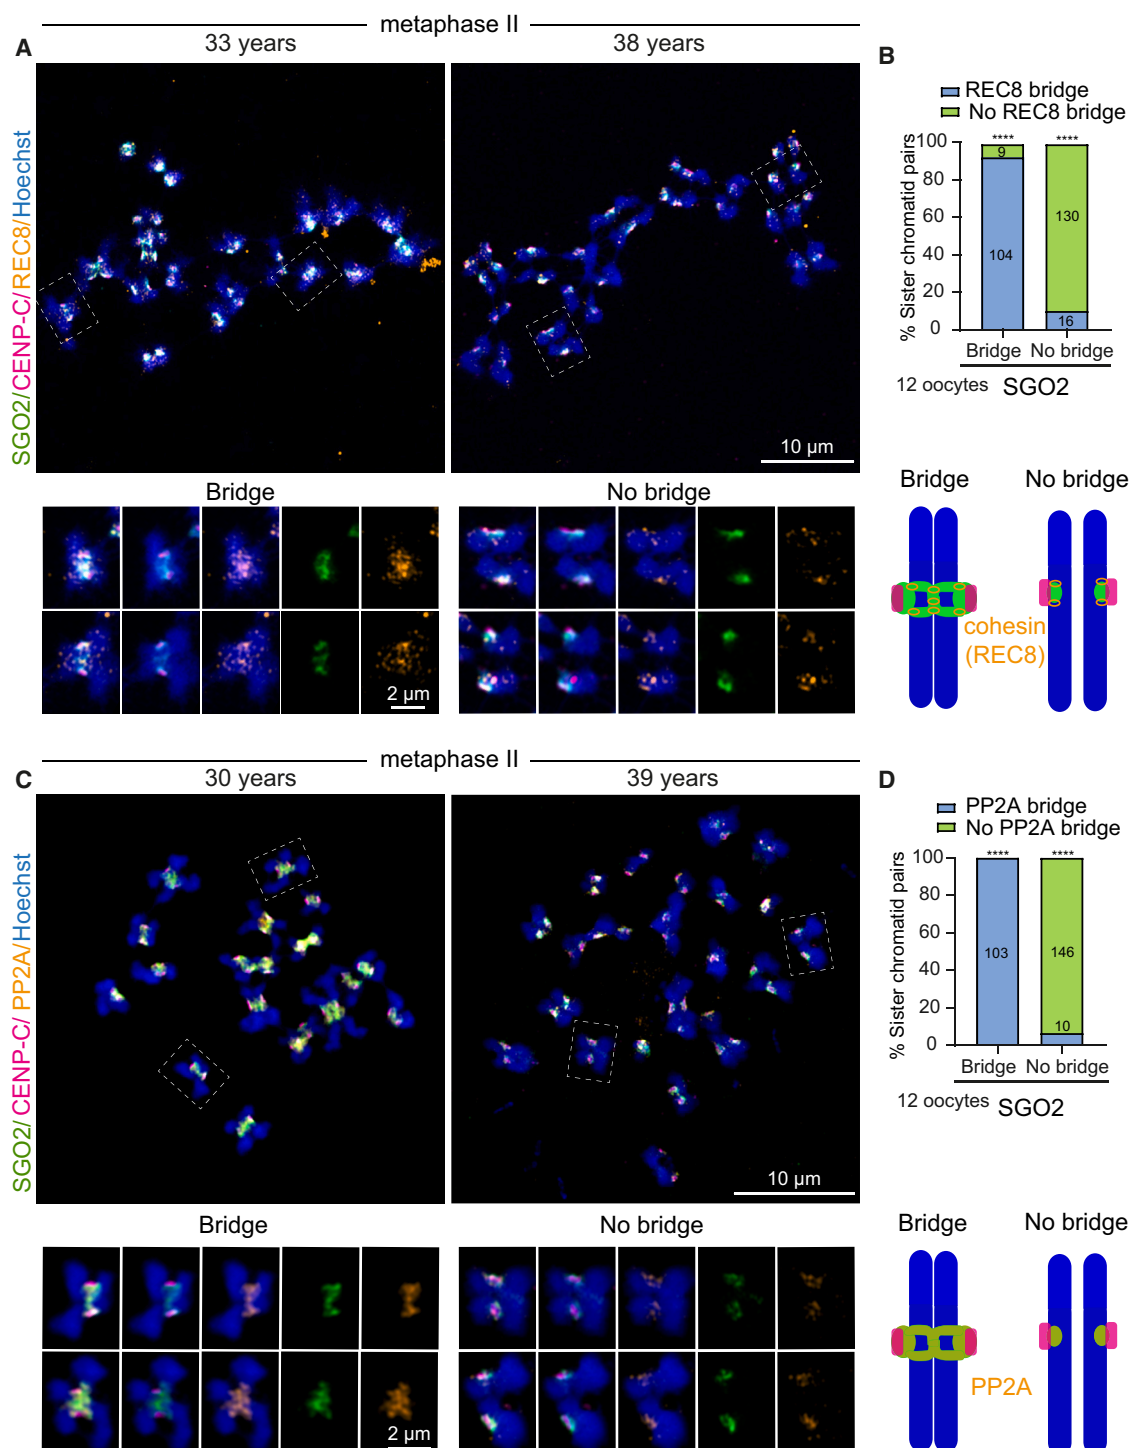 metaphase II
A
33 years
38 years
SGO2/CENP-C/REC8/Hoechst
10 µm
Bridge
No bridge
2 µm
B
REC8 bridge
No REC8 bridge
% Sister chromatid pairs
100
80
60
40
20
0
****
****
9
104
130
16
Bridge
No bridge
12 oocytes
SGO2
Bridge
No bridge
cohesin
(REC8)
metaphase II
C
30 years
39 years
SGO2/CENP-C/PP2A/Hoechst
10 µm
Bridge
No bridge
2 µm
D
PP2A bridge
No PP2A bridge
% Sister chromatid pairs
100
80
60
40
20
0
****
****
103
146
10
Bridge
No bridge
12 oocytes
SGO2
Bridge
No bridge
PP2A